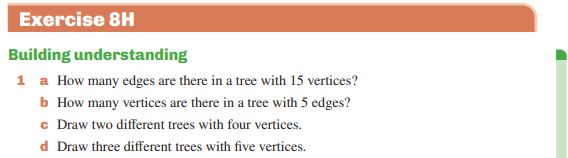 Exercise 8H
Building understanding
1 a How many edges are there in a tree with 15 vertices?
b How many vertices are there in a tree with 5 edges?
c Draw two different trees with four vertices.
d Draw three different trees with five vertices.